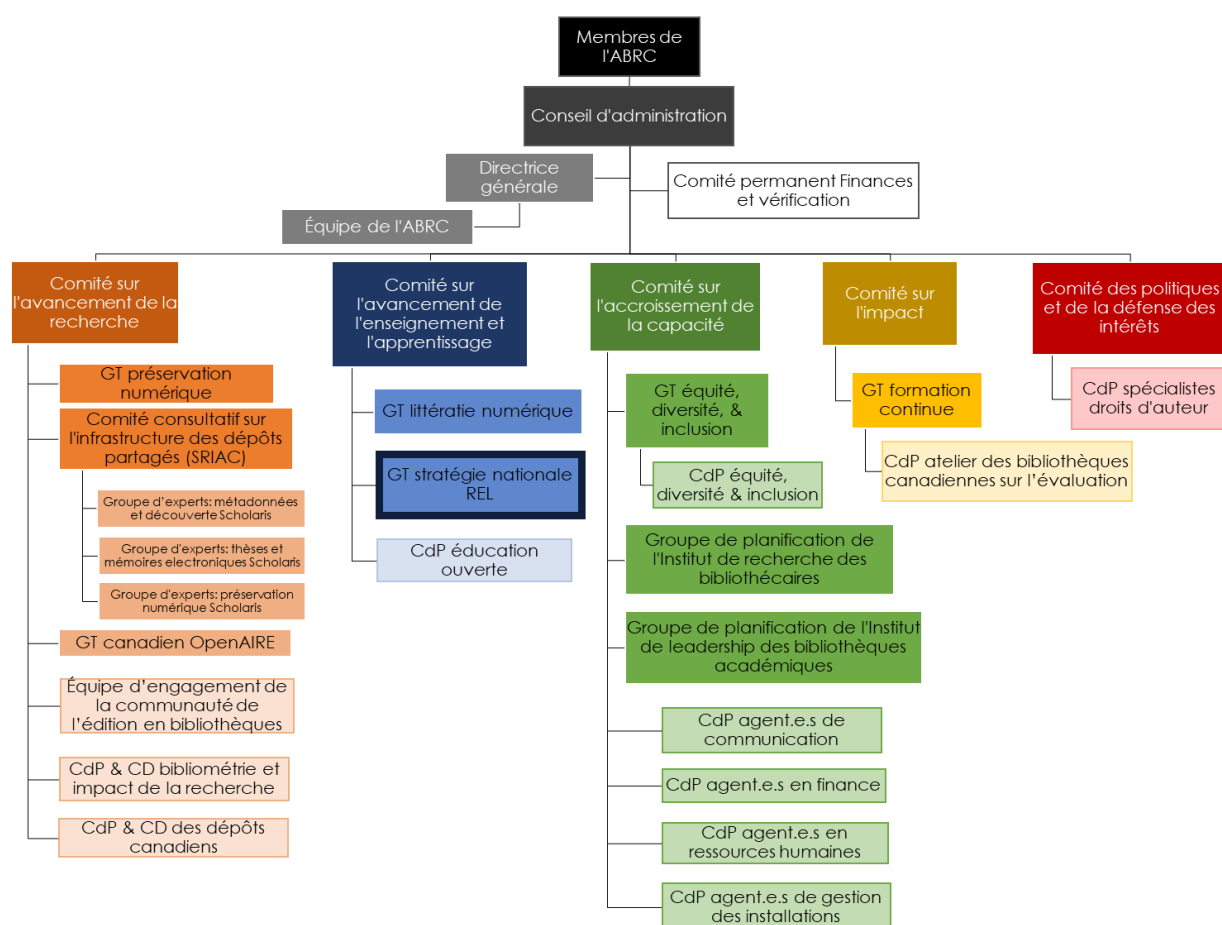 Membres de
l'ABRC
Conseil d'administration
Directrice
générale
Comité permanent Finances
et vérification
Équipe de l'ABRC
Comité sur
l'avancement de la
recherche
GT préservation
numérique
Comité consultatif sur
l'infrastructure des dépôts
partagés (SRIAC)
Groupe d'experts: métadonnées
et découverte Scholaris
Groupe d'experts: thèses et
mémoires electroniques Scholaris
Groupe d'experts: préservation
numérique Scholaris
GT canadien OpenAIRE
Équipe d’engagement de
la communauté de
l’édition en bibliothèques
CdP & CD bibliométrie et
impact de la recherche
CdP & CD des dépôts
canadiens
Comité sur
l'avancement de
l'enseignement et
l'apprentissage
GT littératie numérique
GT stratégie nationale
REL
CdP éducation
ouverte
Comité sur
l'accroissement de
la capacité
GT équité,
diversité, &
inclusion
CdP équité,
diversité & inclusion
Groupe de planification de
l'Institut de recherche des
bibliothécaires
Groupe de planification de l'Institut
de leadership des bibliothèques
académiques
CdP agent.e.s de
communication
CdP agent.e.s en finance
CdP agent.e.s en
ressources humaines
CdP agent.e.s de gestion
des installations
Comité sur
l'impact
GT formation
continue
CdP atelier des bibliothèques
canadiennes sur l’évaluation
Comité des politiques
et de la défense des
intérêts
CdP spécialistes
droits d'auteur